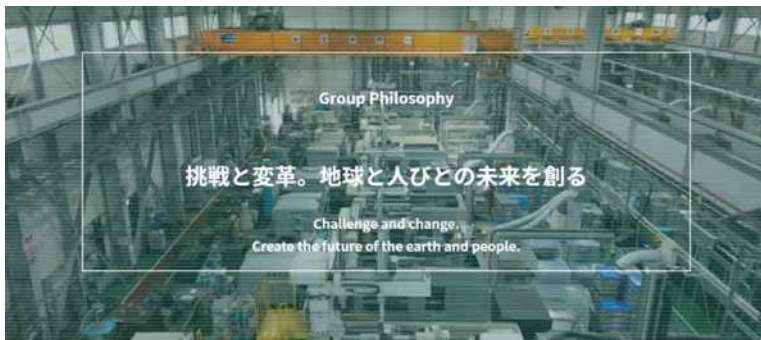 Group Philosophy
挑戦と変革。地球と人びとの未来を創る
Challenge and change.
Create the future of the earth and people.